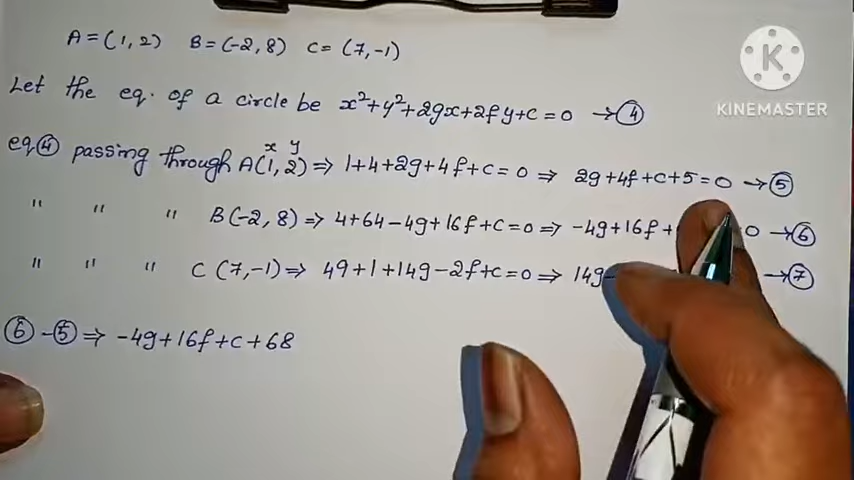 A = (1, 2) B = (-2, 8) C = (7, -1)
K
KINEMASTER
Let the eq. of a circle be x²+y²+2gx+2fy+c=0 → ④
x y
eq④ passing through A(1, 2) ⇒ 1+4+2g+4f+c=0 ⇒ 2g+4f+c+5=0 → ⑤
" " " B(-2, 8) ⇒ 4+64-4g+16f+c=0 ⇒ -4g+16f+ 0 → ⑥
" " " C (7, -1) ⇒ 49+1+14g-2f+c=0 ⇒ 14g- → ⑦
⑥ - ⑤ ⇒ -4g+16f+c+68